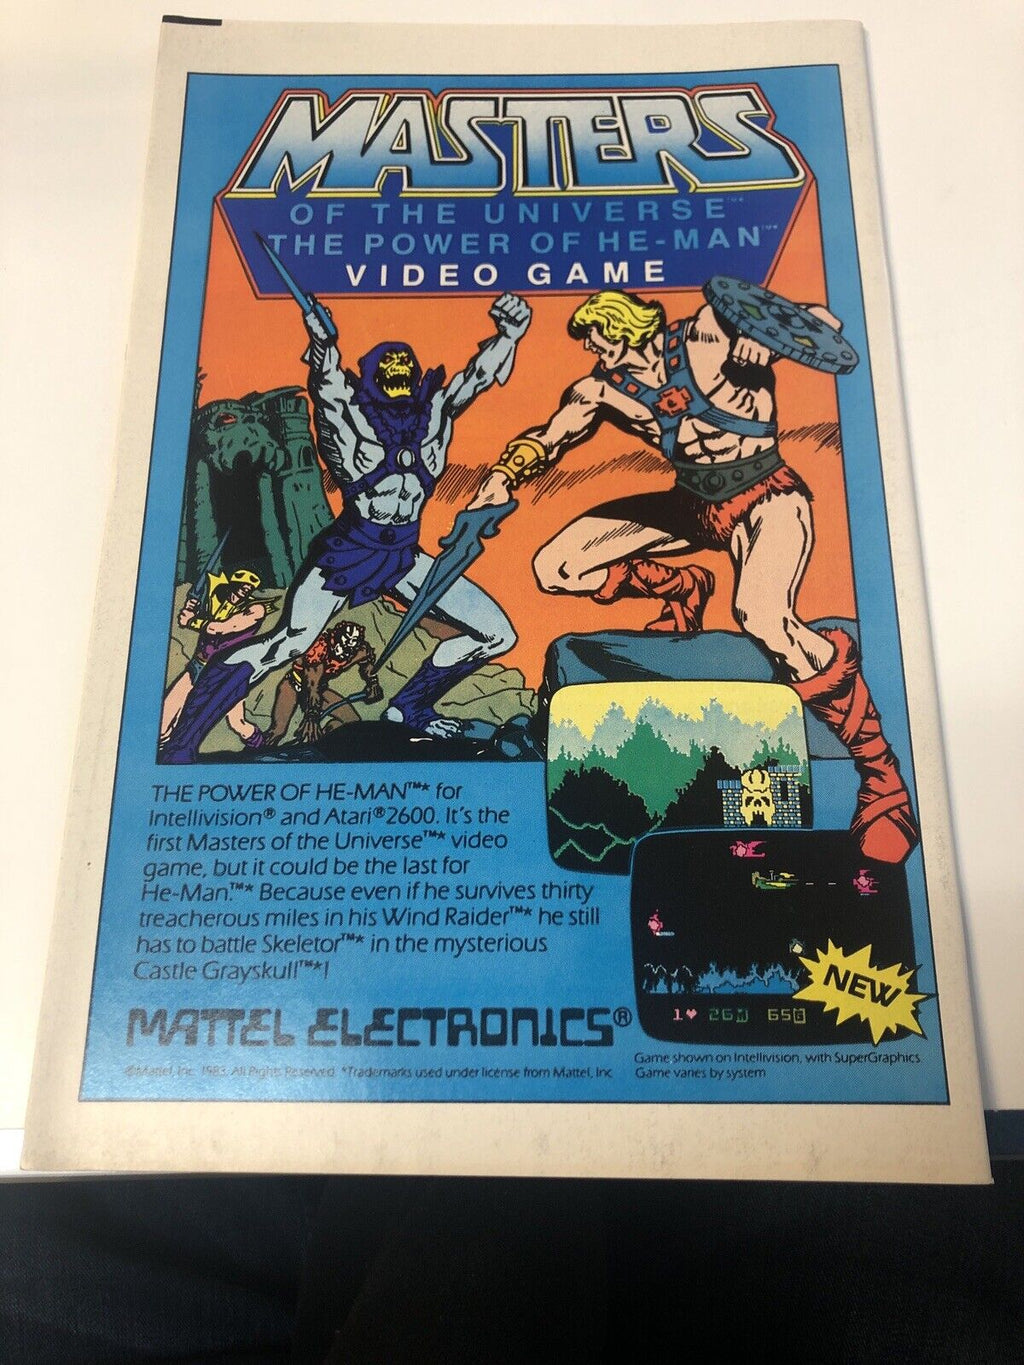 MASTERS
OF THE UNIVERSE™
THE POWER OF HE-MAN™
VIDEO GAME
THE POWER OF HE-MAN™* for
Intellivision® and Atari®2600. It's the
first Masters of the Universe™* video
game, but it could be the last for
He-Man.™* Because even if he survives thirty
treacherous miles in his Wind Raider™* he still
has to battle Skeletor™* in the mysterious
Castle Grayskull™*!
MATTEL ELECTRONICS®
©Mattel, Inc. 1983. All Rights Reserved. *Trademarks used under license from Mattel, Inc.
NEW
1♥ 26 65
Game shown on Intellivision, with SuperGraphics.
Game varies by system